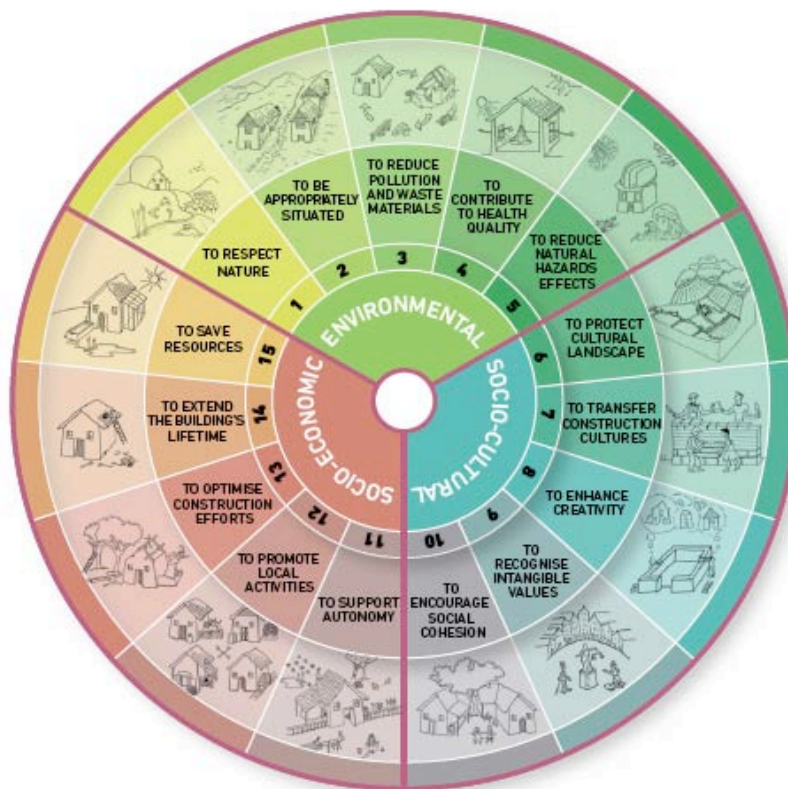 ENVIRONMENTAL
1
TO RESPECT
NATURE
2
TO BE
APPROPRIATELY
SITUATED
3
TO REDUCE
POLLUTION
AND WASTE
MATERIALS
4
TO
CONTRIBUTE
TO HEALTH
QUALITY
5
TO REDUCE
NATURAL
HAZARDS
EFFECTS
SOCIO-CULTURAL
6
TO PROTECT
CULTURAL
LANDSCAPE
7
TO TRANSFER
CONSTRUCTION
CULTURES
8
TO ENHANCE
CREATIVITY
9
TO
RECOGNISE
INTANGIBLE
VALUES
10
TO
ENCOURAGE
SOCIAL
COHESION
SOCIO-ECONOMIC
11
TO SUPPORT
AUTONOMY
12
TO PROMOTE
LOCAL
ACTIVITIES
13
TO OPTIMISE
CONSTRUCTION
EFFORTS
14
TO EXTEND
THE BUILDING'S
LIFETIME
15
TO SAVE
RESOURCES